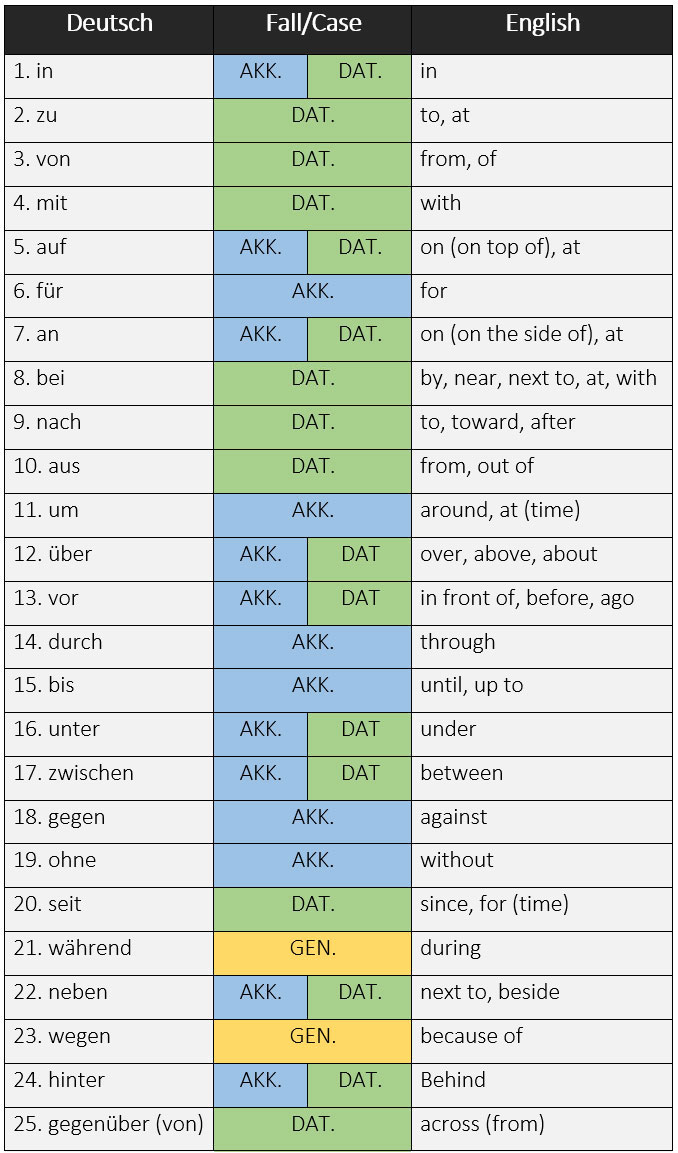 Deutsch Fall/Case English
1. in AKK. DAT. in
2. zu DAT. to, at
3. von DAT. from, of
4. mit DAT. with
5. auf AKK. DAT. on (on top of), at
6. für AKK. for
7. an AKK. DAT. on (on the side of), at
8. bei DAT. by, near, next to, at, with
9. nach DAT. to, toward, after
10. aus DAT. from, out of
11. um AKK. around, at (time)
12. über AKK. DAT over, above, about
13. vor AKK. DAT in front of, before, ago
14. durch AKK. through
15. bis AKK. until, up to
16. unter AKK. DAT under
17. zwischen AKK. DAT between
18. gegen AKK. against
19. ohne AKK. without
20. seit DAT. since, for (time)
21. während GEN. during
22. neben AKK. DAT. next to, beside
23. wegen GEN. because of
24. hinter AKK. DAT. Behind
25. gegenüber (von) DAT. across (from)